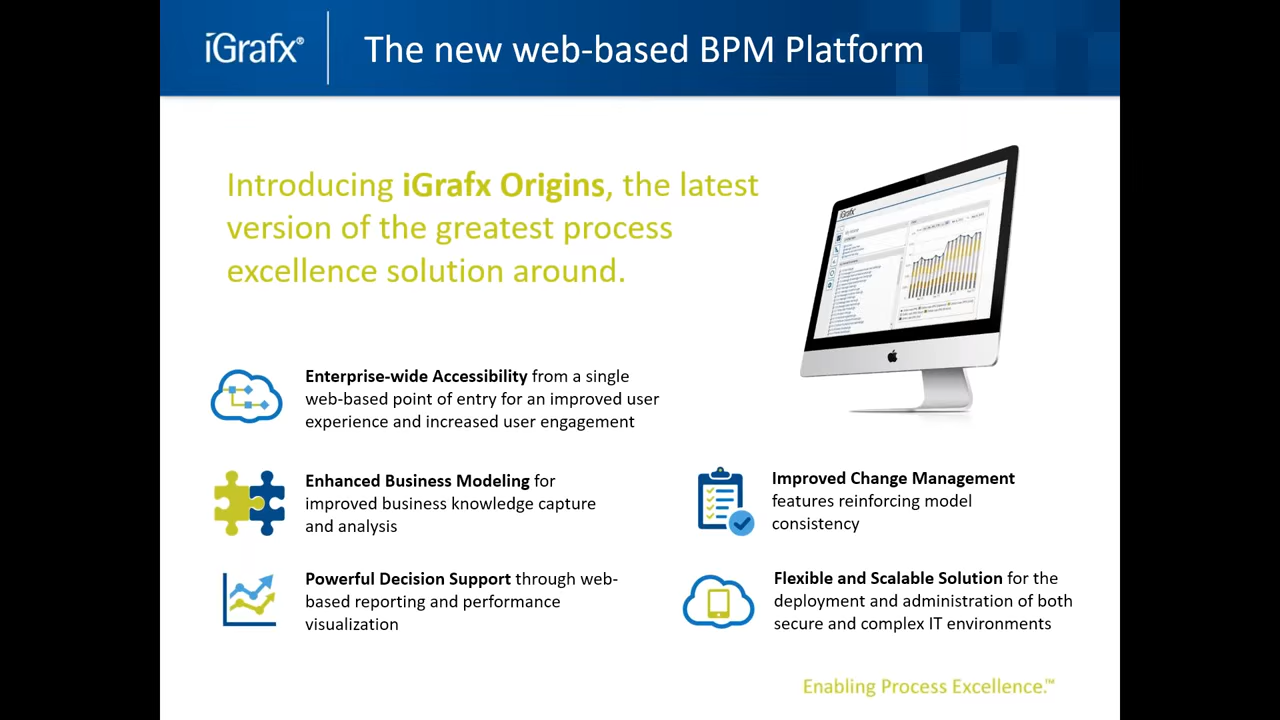 iGrafx®
The new web-based BPM Platform
Introducing iGrafx Origins, the latest
version of the greatest process
excellence solution around.
iGrafx
Enterprise-wide Accessibility from a single
web-based point of entry for an improved user
experience and increased user engagement
Enhanced Business Modeling for
improved business knowledge capture
and analysis
Improved Change Management
features reinforcing model
consistency
Powerful Decision Support through web-
based reporting and performance
visualization
Flexible and Scalable Solution for the
deployment and administration of both
secure and complex IT environments
Enabling Process Excellence.™